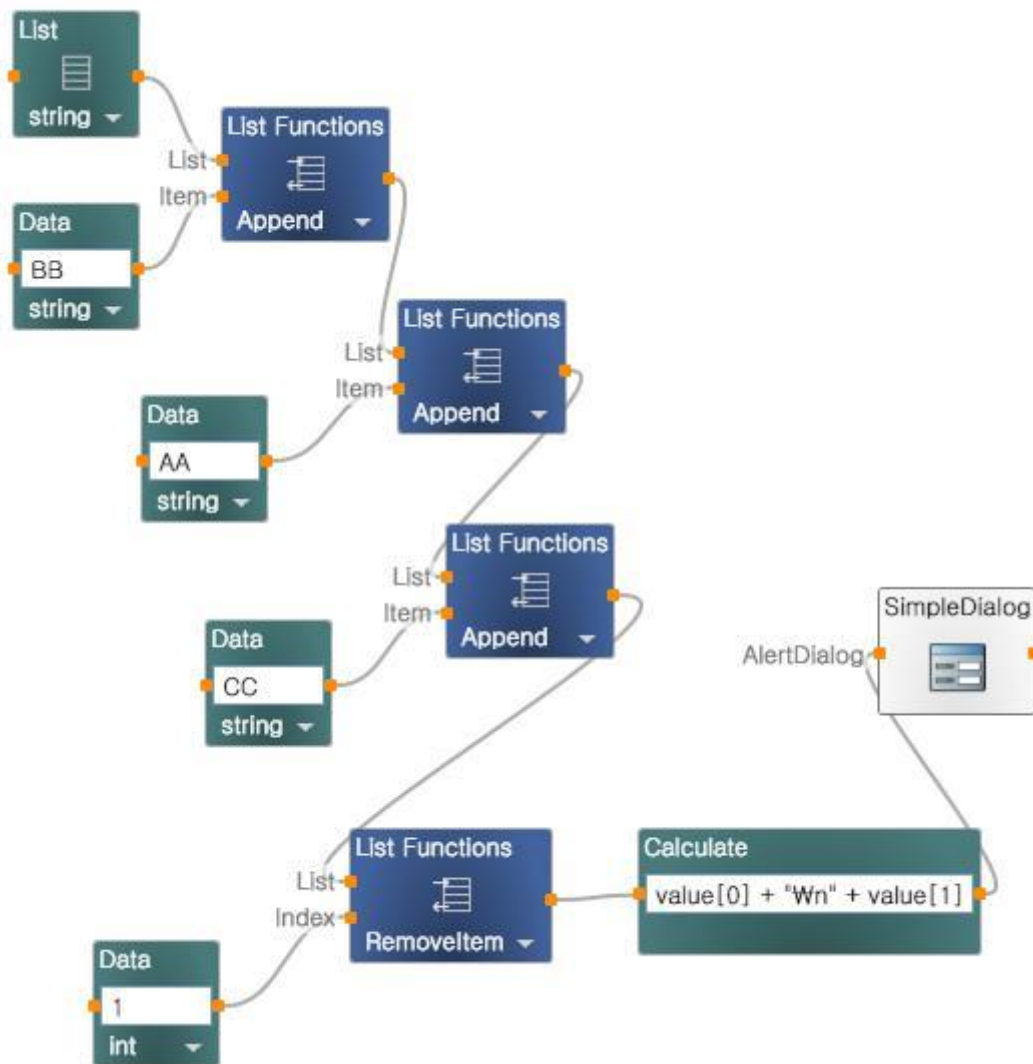 List
string
List Functions
List
Item
Append
Data
BB
string
List Functions
List
Item
Append
Data
AA
string
List Functions
List
Item
Append
Data
CC
string
SimpleDialog
AlertDialog
List Functions
List
Index
RemoveItem
Calculate
value[0] + "₩n" + value[1]
Data
1
int